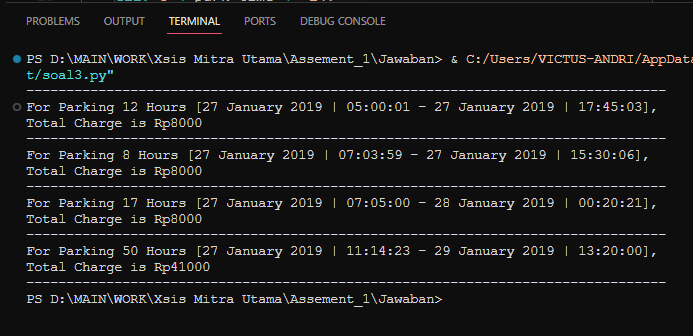 PROBLEMS OUTPUT TERMINAL PORTS DEBUG CONSOLE
PS D:\MAIN\WORK\Xsis Mitra Utama\Assement_1\Jawaban> & C:/Users/VICTUS-ANDRI/AppData
t/soal3.py"
--------------------------------------------------------------------------------
For Parking 12 Hours [27 January 2019 | 05:00:01 - 27 January 2019 | 17:45:03],
Total Charge is Rp8000
--------------------------------------------------------------------------------
For Parking 8 Hours [27 January 2019 | 07:03:59 - 27 January 2019 | 15:30:06],
Total Charge is Rp8000
--------------------------------------------------------------------------------
For Parking 17 Hours [27 January 2019 | 07:05:00 - 28 January 2019 | 00:20:21],
Total Charge is Rp8000
--------------------------------------------------------------------------------
For Parking 50 Hours [27 January 2019 | 11:14:23 - 29 January 2019 | 13:20:00],
Total Charge is Rp41000
--------------------------------------------------------------------------------
PS D:\MAIN\WORK\Xsis Mitra Utama\Assement_1\Jawaban>